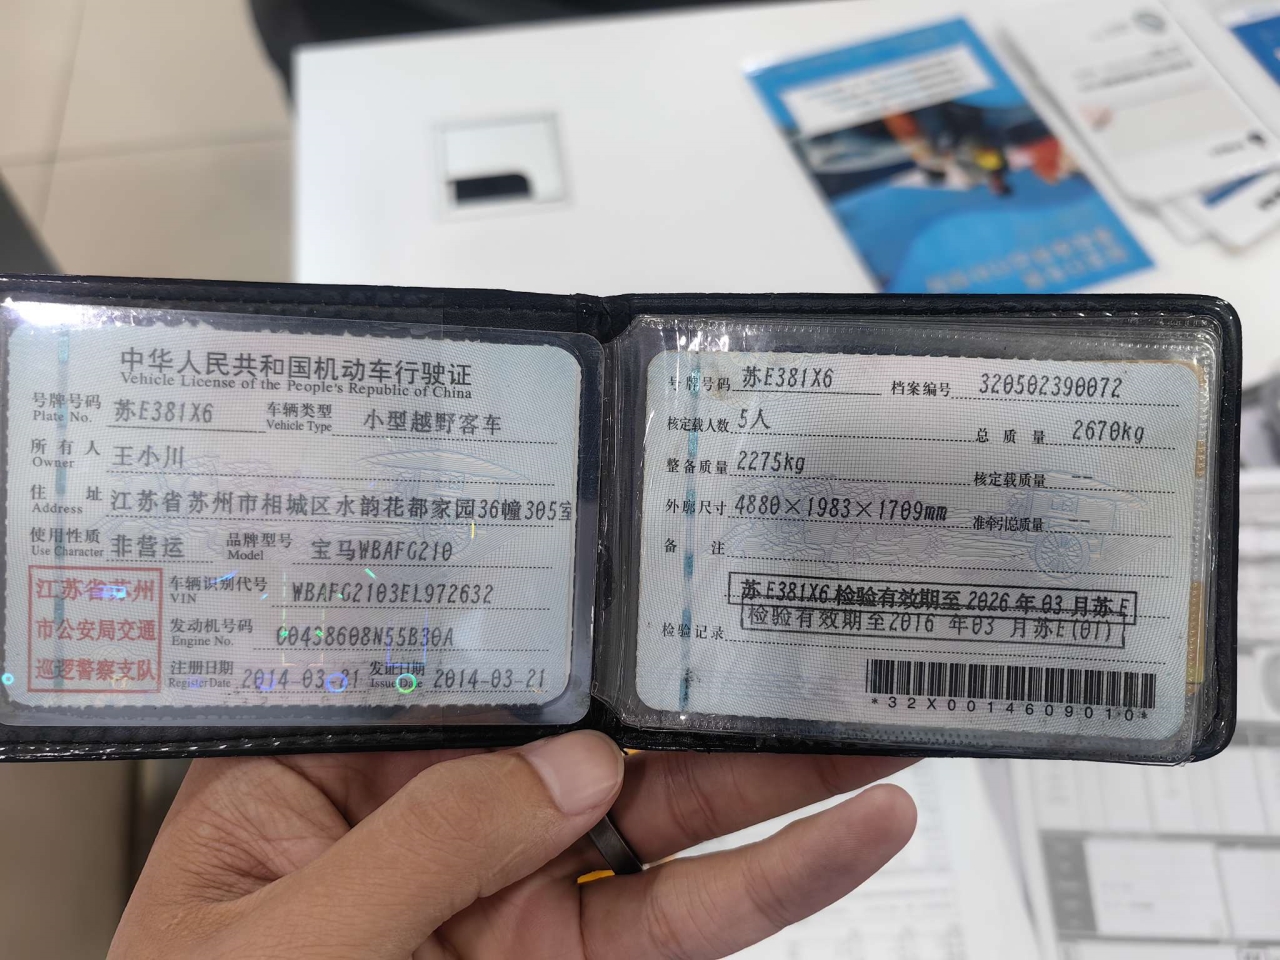 中华人民共和国机动车行驶证
Vehicle License of the People's Republic of China
号牌号码 苏E381X6 车辆类型 小型越野客车
Plate No. Vehicle Type
所有人 王小川
Owner
住址 江苏省苏州市相城区水韵花都家园36幢305室
Address
使用性质 非营运 品牌型号 宝马WBAFG210
Use Character Model
江苏省苏州
市公安局交通
巡逻警察支队
车辆识别代号 WBAFG2103EL972632
VIN
发动机号码 00438608N55B30A
Engine No.
注册日期 2014-03-21 发证日期 2014-03-21
Register Date Issue Date
号牌号码 苏E381X6 档案编号 320502390072
核定载人数 5人 总质量 2670kg
整备质量 2275kg 核定载质量 --
外廓尺寸 4880×1983×1709mm 准牵引总质量 --
备注
苏E381X6 检验有效期至 2026 年 03 月苏 E
检验记录 检验有效期至2016 年03 月苏E(01)
*32X0014609010*